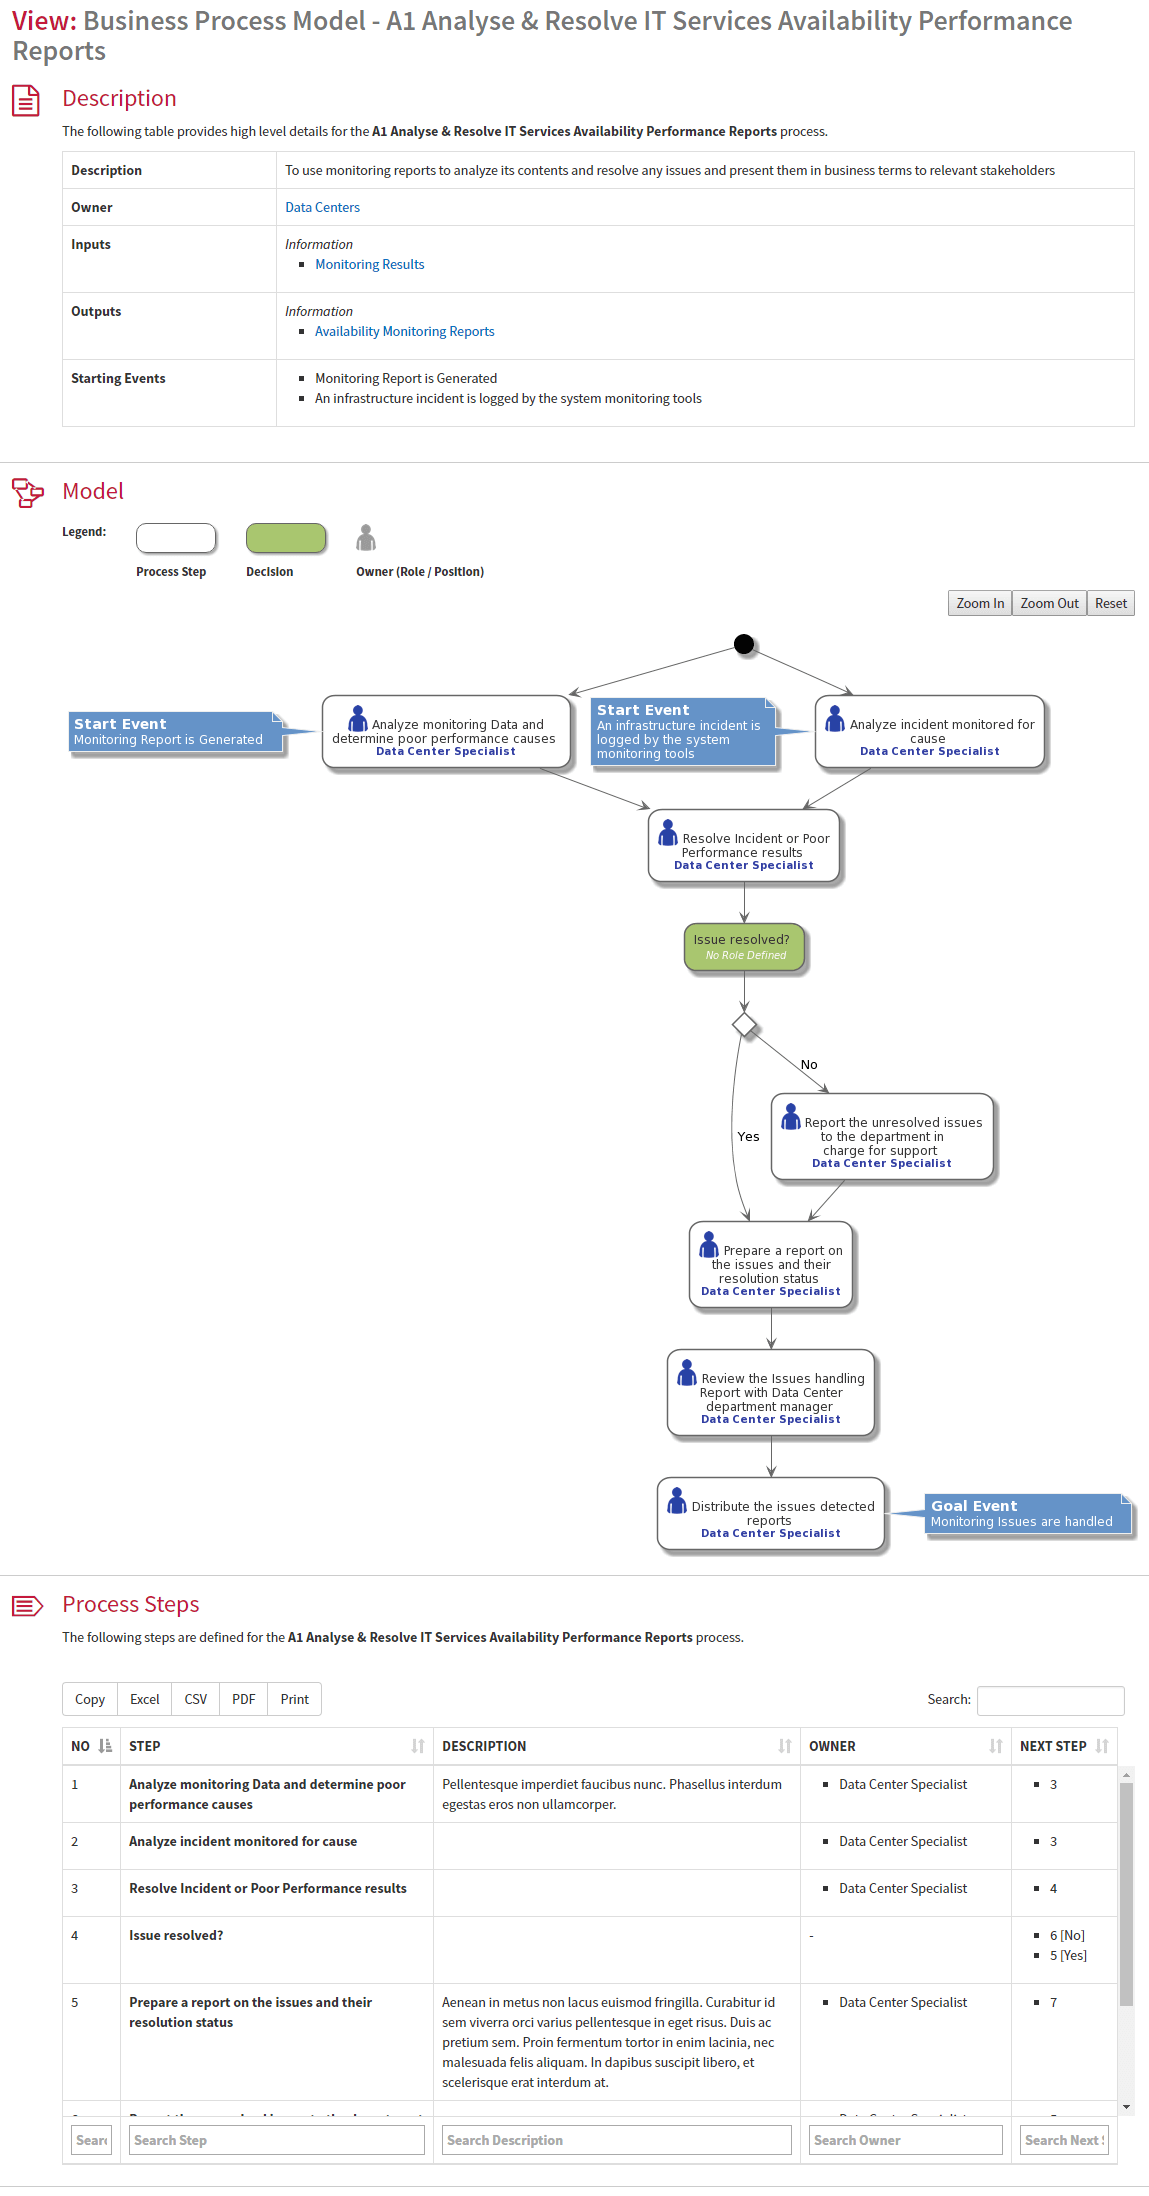 View: Business Process Model - A1 Analyse & Resolve IT Services Availability Performance
Reports
Description
The following table provides high level details for the A1 Analyse & Resolve IT Services Availability Performance Reports process.
Description
To use monitoring reports to analyze its contents and resolve any issues and present them in business terms to relevant stakeholders
Owner
Data Centers
Inputs
Information
Monitoring Results
Outputs
Information
Availability Monitoring Reports
Starting Events
Monitoring Report is Generated
An infrastructure incident is logged by the system monitoring tools
Model
Legend:
Process Step
Decision
Owner (Role / Position)
Zoom In
Zoom Out
Reset
Start Event
Monitoring Report is Generated
Analyze monitoring Data and
determine poor performance causes
Data Center Specialist
Start Event
An infrastructure incident is
logged by the system
monitoring tools
Analyze incident monitored for
cause
Data Center Specialist
Resolve Incident or Poor
Performance results
Data Center Specialist
Issue resolved?
No Role Defined
No
Yes
Report the unresolved issues
to the department in
charge for support
Data Center Specialist
Prepare a report on
the issues and their
resolution status
Data Center Specialist
Review the Issues handling
Report with Data Center
department manager
Data Center Specialist
Distribute the issues detected
reports
Data Center Specialist
Goal Event
Monitoring Issues are handled
Process Steps
The following steps are defined for the A1 Analyse & Resolve IT Services Availability Performance Reports process.
Copy
Excel
CSV
PDF
Print
Search:
NO
STEP
DESCRIPTION
OWNER
NEXT STEP
1
Analyze monitoring Data and determine poor
performance causes
Pellentesque imperdiet faucibus nunc. Phasellus interdum
egestas eros non ullamcorper.
Data Center Specialist
3
2
Analyze incident monitored for cause
Data Center Specialist
3
3
Resolve Incident or Poor Performance results
Data Center Specialist
4
4
Issue resolved?
-
6 [No]
5 [Yes]
5
Prepare a report on the issues and their
resolution status
Aenean in metus non lacus euismod fringilla. Curabitur id
sem viverra orci varius pellentesque in eget risus. Duis ac
pretium sem. Proin fermentum tortor in enim lacinia, nec
malesuada felis aliquam. In dapibus suscipit libero, et
scelerisque erat interdum at.
Data Center Specialist
7
Search Step
Search Description
Search Owner
Search Next